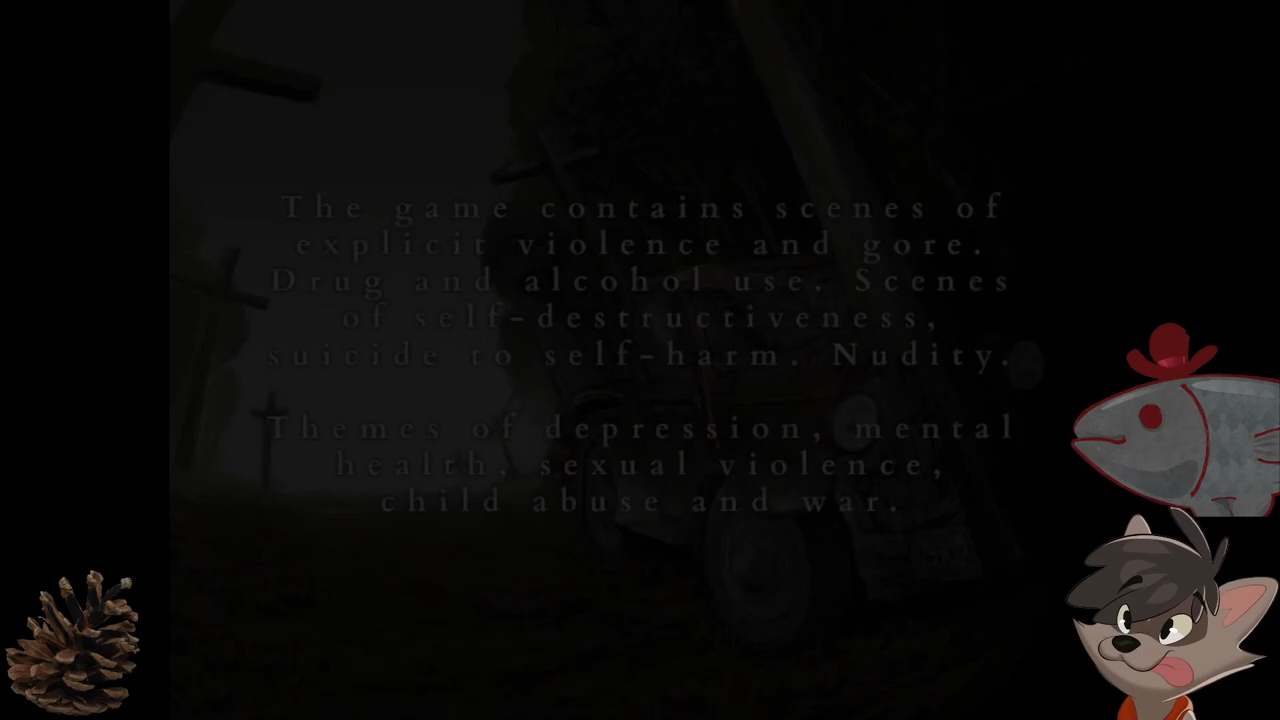 The game contains scenes of
explicit violence and gore.
Drug and alcohol use. Scenes
of self-destructiveness,
suicide to self-harm. Nudity.
Themes of depression, mental
health, sexual violence,
child abuse and war.